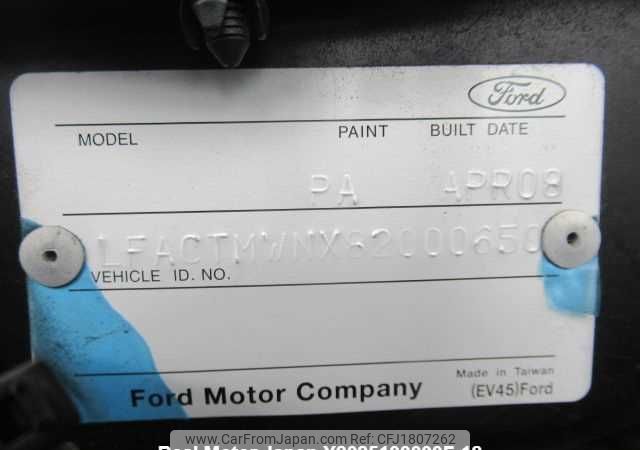 Ford
MODEL PAINT BUILT DATE
PA APR08
LFACTMWNX82000650
VEHICLE ID. NO.
Made in Taiwan
Ford Motor Company (EV45)Ford
www.CarFromJapan.com CFJ1807262